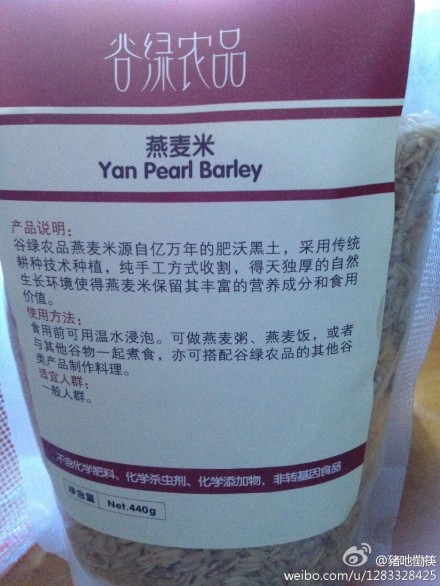 谷绿农品
燕麦米
Yan Pearl Barley
产品说明：
谷绿农品燕麦米源自亿万年的肥沃黑土，采用传统
耕种技术种植，纯手工方式收割，得天独厚的自然
生长环境使得燕麦米保留其丰富的营养成分和食用
价值。
使用方法：
食用前可用温水浸泡。可做燕麦粥、燕麦饭，或者
与其他谷物一起煮食，亦可搭配谷绿农品的其他谷
类产品制作料理。
适宜人群：
一般人群。
不含化学肥料、化学杀虫剂、化学添加物，非转基因食品
净含量 Net.440g
weibo.com/u/1283328425